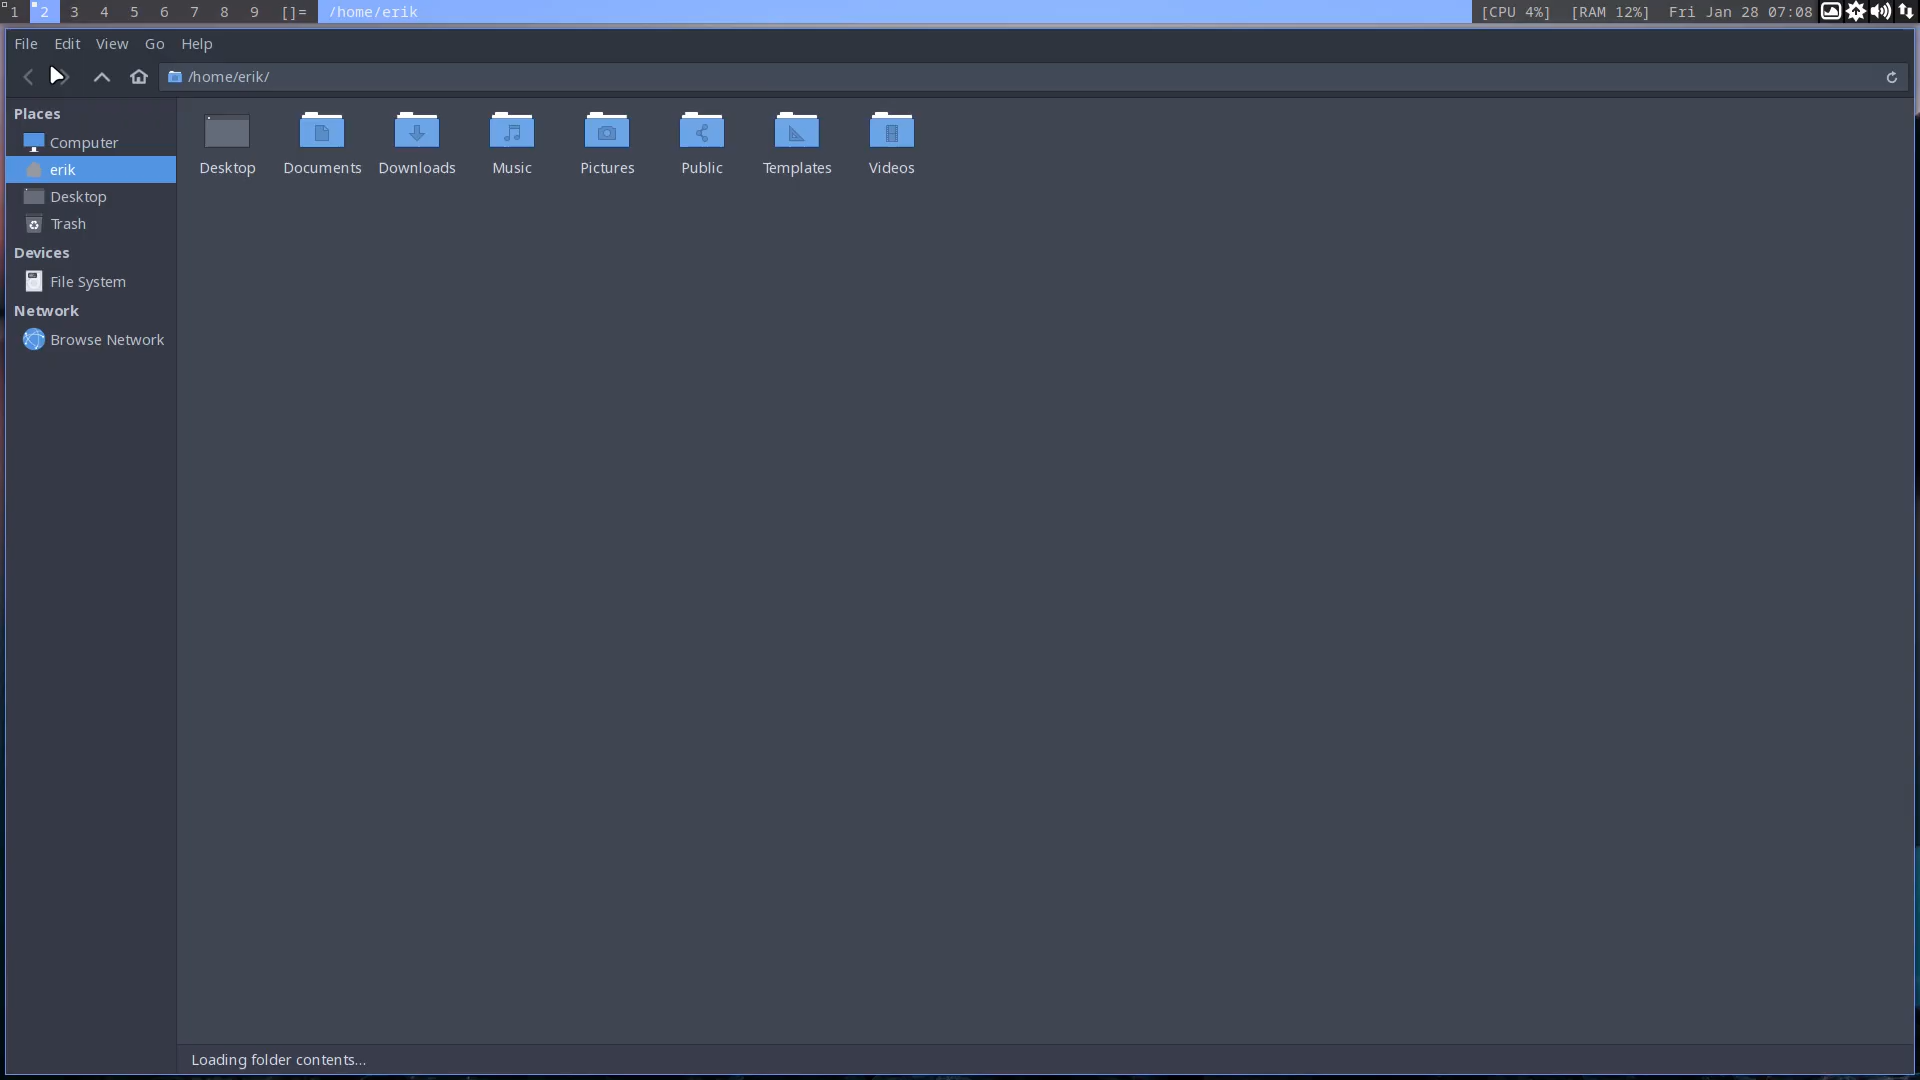 1 2 3 4 5 6 7 8 9 []= /home/erik [CPU 4%] [RAM 12%] Fri Jan 28 07:08
File Edit View Go Help
/home/erik/
Places
Computer
erik
Desktop
Trash
Devices
File System
Network
Browse Network
Desktop Documents Downloads Music Pictures Public Templates Videos
Loading folder contents...